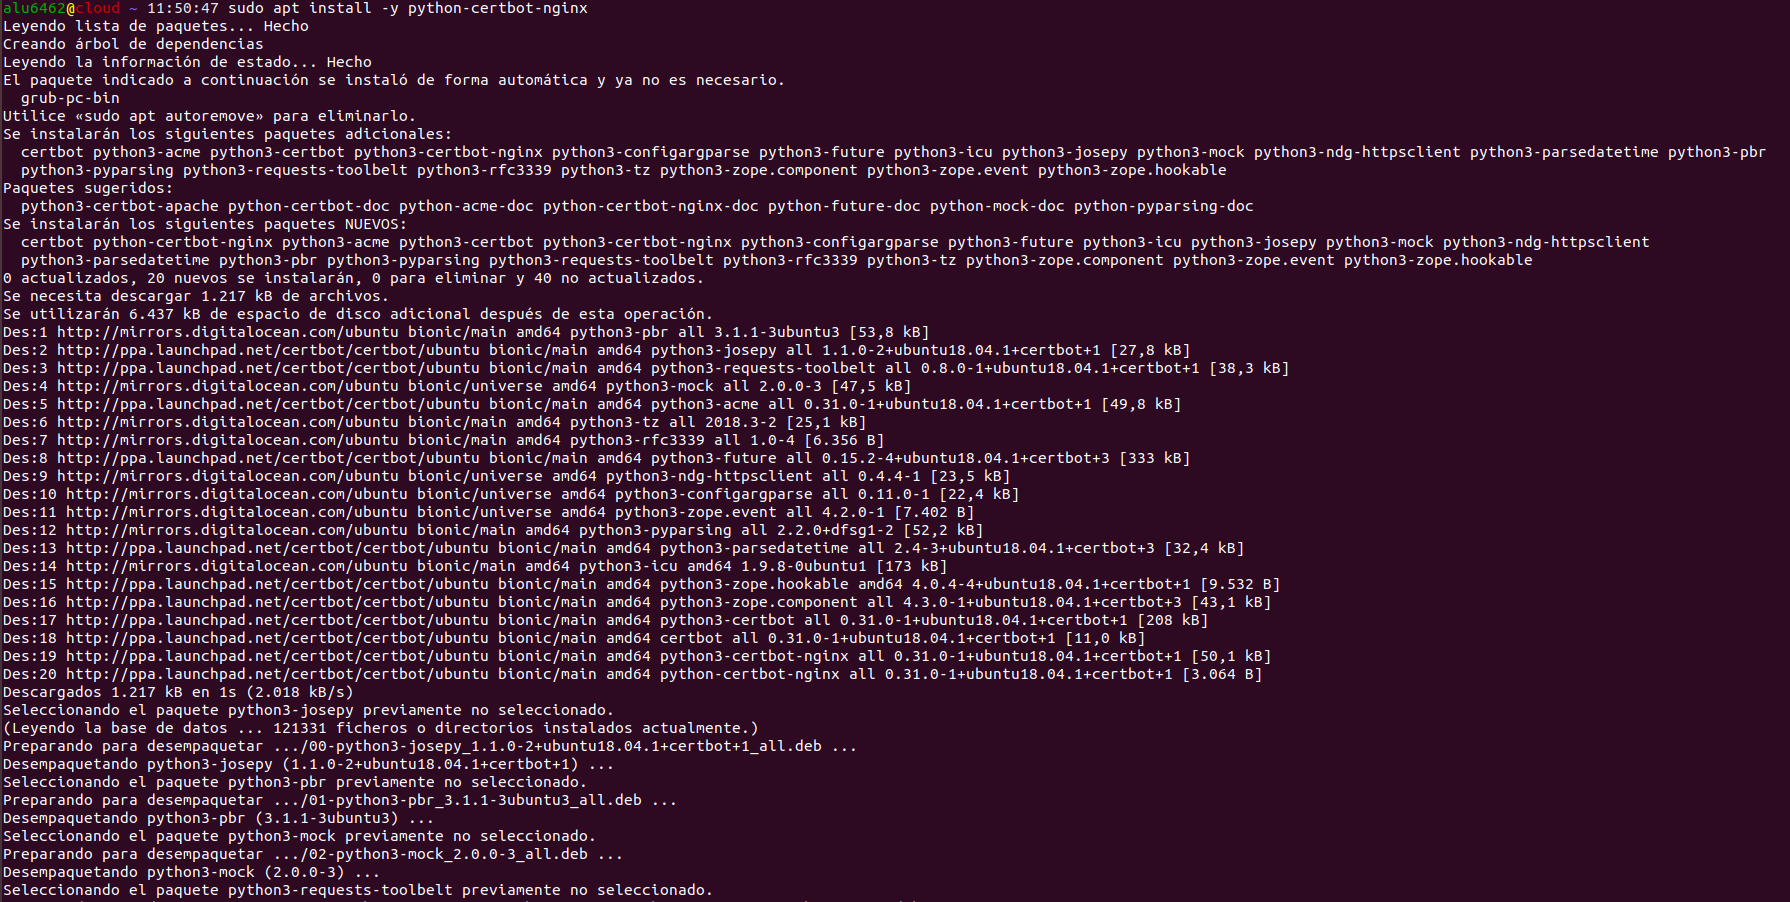 alu6462@cloud ~ 11:50:47 sudo apt install -y python-certbot-nginx
Leyendo lista de paquetes... Hecho
Creando árbol de dependencias
Leyendo la información de estado... Hecho
El paquete indicado a continuación se instaló de forma automática y ya no es necesario.
  grub-pc-bin
Utilice «sudo apt autoremove» para eliminarlo.
Se instalarán los siguientes paquetes adicionales:
  certbot python3-acme python3-certbot python3-certbot-nginx python3-configargparse python3-future python3-icu python3-josepy python3-mock python3-ndg-httpsclient python3-parsedatetime python3-pbr
  python3-pyparsing python3-requests-toolbelt python3-rfc3339 python3-tz python3-zope.component python3-zope.event python3-zope.hookable
Paquetes sugeridos:
  python3-certbot-apache python-certbot-doc python-acme-doc python-certbot-nginx-doc python-future-doc python-mock-doc python-pyparsing-doc
Se instalarán los siguientes paquetes NUEVOS:
  certbot python-certbot-nginx python3-acme python3-certbot python3-certbot-nginx python3-configargparse python3-future python3-icu python3-josepy python3-mock python3-ndg-httpsclient
  python3-parsedatetime python3-pbr python3-pyparsing python3-requests-toolbelt python3-rfc3339 python3-tz python3-zope.component python3-zope.event python3-zope.hookable
0 actualizados, 20 nuevos se instalarán, 0 para eliminar y 40 no actualizados.
Se necesita descargar 1.217 kB de archivos.
Se utilizarán 6.437 kB de espacio de disco adicional después de esta operación.
Des:1 http://mirrors.digitalocean.com/ubuntu bionic/main amd64 python3-pbr all 3.1.1-3ubuntu3 [53,8 kB]
Des:2 http://ppa.launchpad.net/certbot/certbot/ubuntu bionic/main amd64 python3-josepy all 1.1.0-2+ubuntu18.04.1+certbot+1 [27,8 kB]
Des:3 http://ppa.launchpad.net/certbot/certbot/ubuntu bionic/main amd64 python3-requests-toolbelt all 0.8.0-1+ubuntu18.04.1+certbot+1 [38,3 kB]
Des:4 http://mirrors.digitalocean.com/ubuntu bionic/universe amd64 python3-mock all 2.0.0-3 [47,5 kB]
Des:5 http://ppa.launchpad.net/certbot/certbot/ubuntu bionic/main amd64 python3-acme all 0.31.0-1+ubuntu18.04.1+certbot+1 [49,8 kB]
Des:6 http://mirrors.digitalocean.com/ubuntu bionic/main amd64 python3-tz all 2018.3-2 [25,1 kB]
Des:7 http://mirrors.digitalocean.com/ubuntu bionic/main amd64 python3-rfc3339 all 1.0-4 [6.356 B]
Des:8 http://ppa.launchpad.net/certbot/certbot/ubuntu bionic/main amd64 python3-future all 0.15.2-4+ubuntu18.04.1+certbot+3 [333 kB]
Des:9 http://mirrors.digitalocean.com/ubuntu bionic/universe amd64 python3-ndg-httpsclient all 0.4.4-1 [23,5 kB]
Des:10 http://mirrors.digitalocean.com/ubuntu bionic/universe amd64 python3-configargparse all 0.11.0-1 [22,4 kB]
Des:11 http://mirrors.digitalocean.com/ubuntu bionic/universe amd64 python3-zope.event all 4.2.0-1 [7.402 B]
Des:12 http://mirrors.digitalocean.com/ubuntu bionic/main amd64 python3-pyparsing all 2.2.0+dfsg1-2 [52,2 kB]
Des:13 http://ppa.launchpad.net/certbot/certbot/ubuntu bionic/main amd64 python3-parsedatetime all 2.4-3+ubuntu18.04.1+certbot+3 [32,4 kB]
Des:14 http://mirrors.digitalocean.com/ubuntu bionic/main amd64 python3-icu amd64 1.9.8-0ubuntu1 [173 kB]
Des:15 http://ppa.launchpad.net/certbot/certbot/ubuntu bionic/main amd64 python3-zope.hookable amd64 4.0.4-4+ubuntu18.04.1+certbot+1 [9.532 B]
Des:16 http://ppa.launchpad.net/certbot/certbot/ubuntu bionic/main amd64 python3-zope.component all 4.3.0-1+ubuntu18.04.1+certbot+3 [43,1 kB]
Des:17 http://ppa.launchpad.net/certbot/certbot/ubuntu bionic/main amd64 python3-certbot all 0.31.0-1+ubuntu18.04.1+certbot+1 [208 kB]
Des:18 http://ppa.launchpad.net/certbot/certbot/ubuntu bionic/main amd64 certbot all 0.31.0-1+ubuntu18.04.1+certbot+1 [11,0 kB]
Des:19 http://ppa.launchpad.net/certbot/certbot/ubuntu bionic/main amd64 python3-certbot-nginx all 0.31.0-1+ubuntu18.04.1+certbot+1 [50,1 kB]
Des:20 http://ppa.launchpad.net/certbot/certbot/ubuntu bionic/main amd64 python-certbot-nginx all 0.31.0-1+ubuntu18.04.1+certbot+1 [3.064 B]
Descargados 1.217 kB en 1s (2.018 kB/s)
Seleccionando el paquete python3-josepy previamente no seleccionado.
(Leyendo la base de datos ... 121331 ficheros o directorios instalados actualmente.)
Preparando para desempaquetar .../00-python3-josepy_1.1.0-2+ubuntu18.04.1+certbot+1_all.deb ...
Desempaquetando python3-josepy (1.1.0-2+ubuntu18.04.1+certbot+1) ...
Seleccionando el paquete python3-pbr previamente no seleccionado.
Preparando para desempaquetar .../01-python3-pbr_3.1.1-3ubuntu3_all.deb ...
Desempaquetando python3-pbr (3.1.1-3ubuntu3) ...
Seleccionando el paquete python3-mock previamente no seleccionado.
Preparando para desempaquetar .../02-python3-mock_2.0.0-3_all.deb ...
Desempaquetando python3-mock (2.0.0-3) ...
Seleccionando el paquete python3-requests-toolbelt previamente no seleccionado.